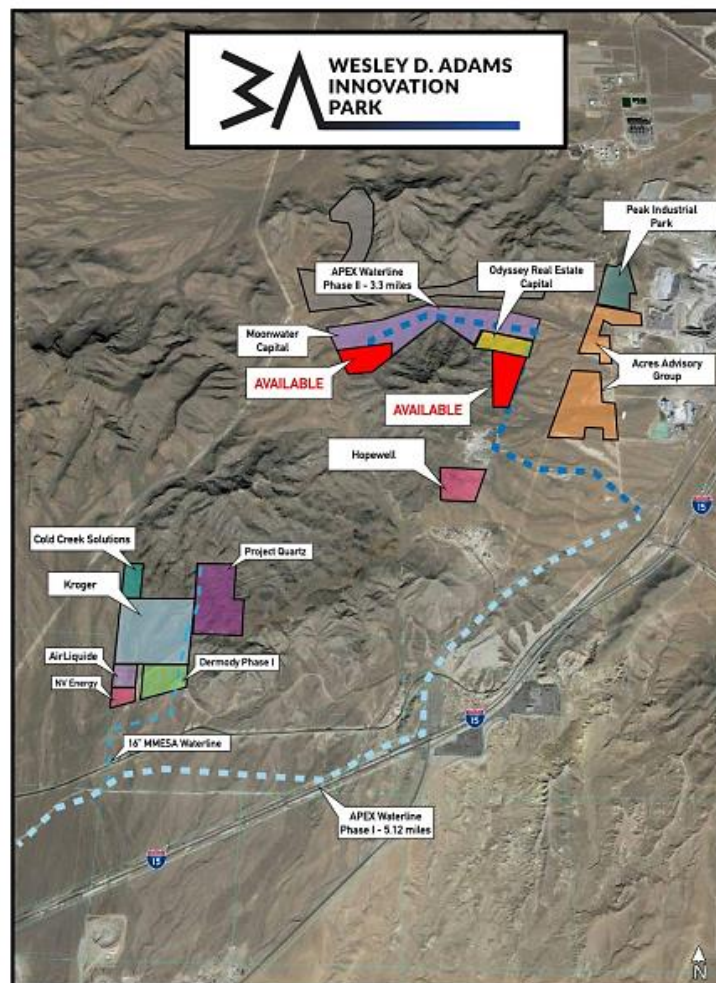 WESLEY D. ADAMS
INNOVATION
PARK
Peak Industrial
Park
APEX Waterline
Phase II - 3.3 miles
Odyssey Real Estate
Capital
Moonwater
Capital
AVAILABLE
Acres Advisory
Group
AVAILABLE
Hopewell
15
Cold Creek Solutions
Project Quartz
Kroger
AirLiquide
Dermody Phase I
NV Energy
15
16" MMESA Waterline
APEX Waterline
Phase I - 5.12 miles
15
N